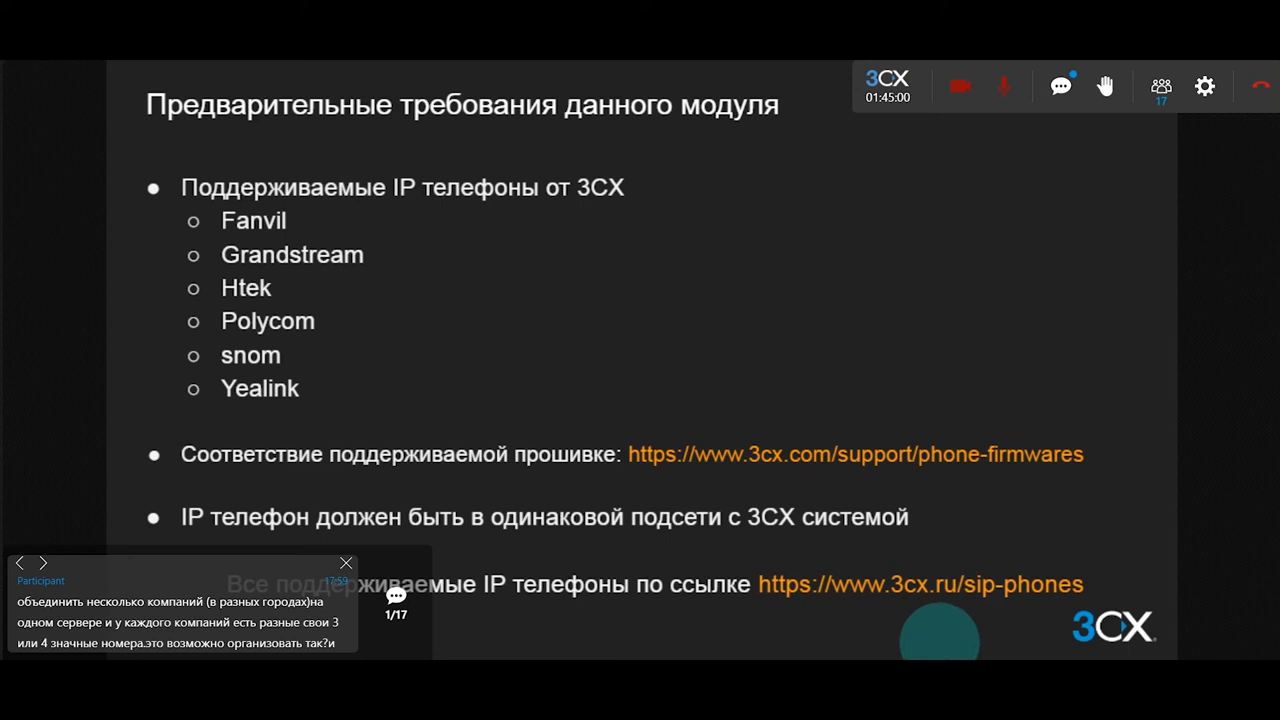 3CX
01:45:00
17
Предварительные требования данного модуля
Поддерживаемые IP телефоны от 3CX
Fanvil
Grandstream
Htek
Polycom
snom
Yealink
Соответствие поддерживаемой прошивке: https://www.3cx.com/support/phone-firmwares
IP телефон должен быть в одинаковой подсети с 3CX системой
Все поддерживаемые IP телефоны по ссылке https://www.3cx.ru/sip-phones
Participant 17:59
объединить несколько компаний (в разных городах)на
одном сервере и у каждого компаний есть разные свои 3
или 4 значные номера.это возможно организовать так?и
1/17
3CX